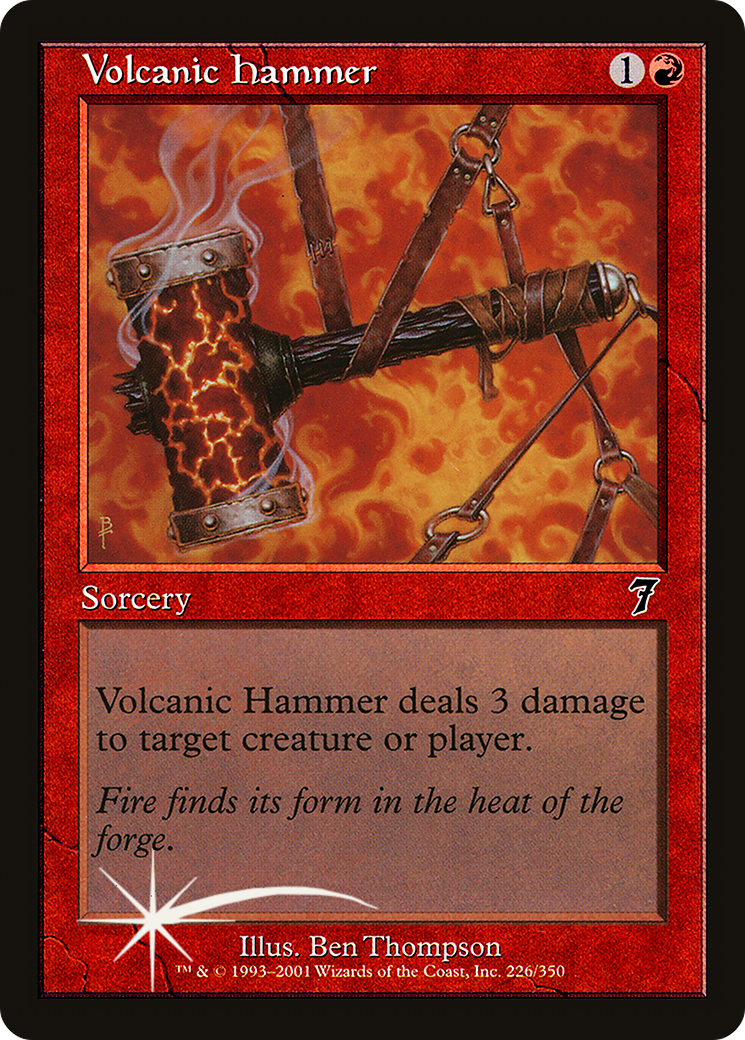 Volcanic Hammer
1
BT
Sorcery
7
Volcanic Hammer deals 3 damage
to target creature or player.
Fire finds its form in the heat of the
forge.
Illus. Ben Thompson
™ & © 1993–2001 Wizards of the Coast, Inc. 226/350